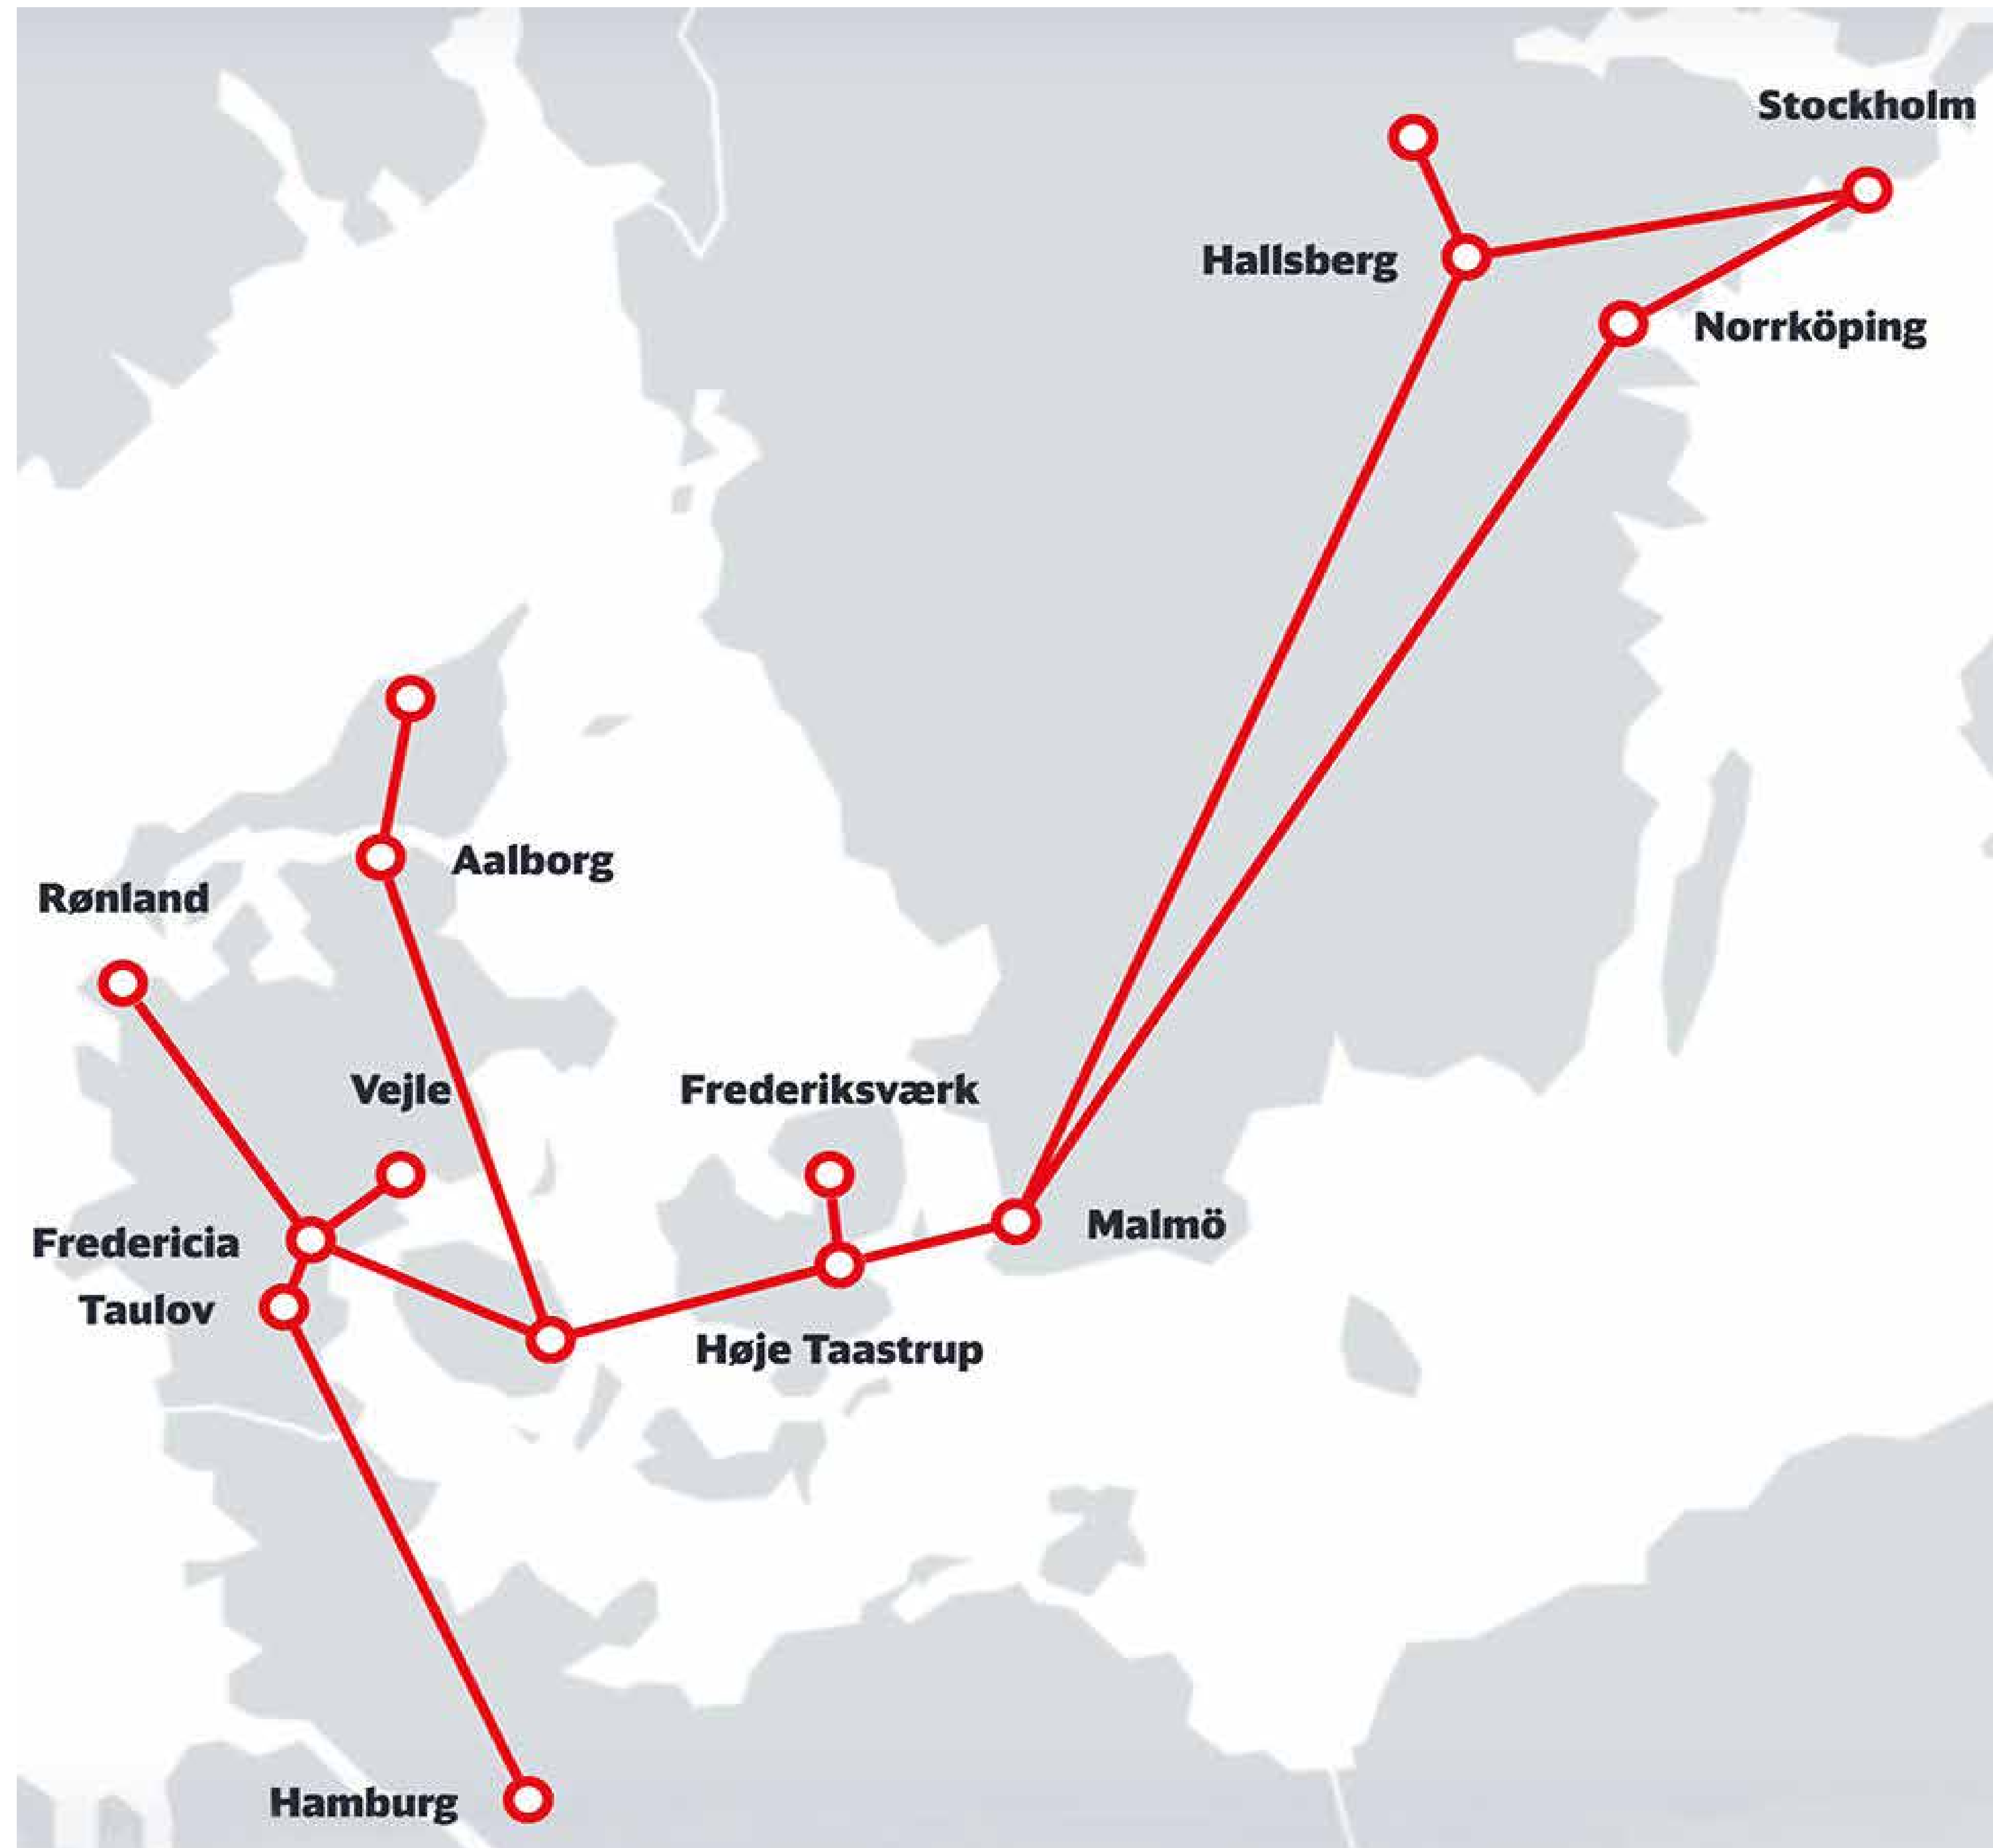 Stockholm
Hallsberg
Norrköping
Aalborg
Rønland
Vejle
Frederiksværk
Malmö
Fredericia
Taulov
Høje Taastrup
Hamburg